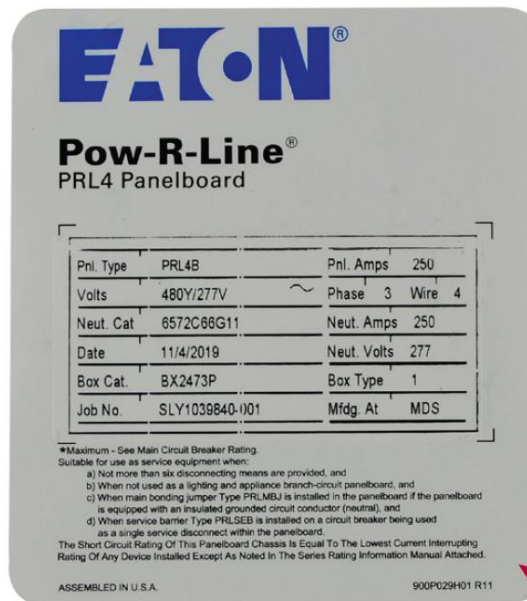 EATON®
Pow-R-Line®
PRL4 Panelboard
Pnl. Type PRL4B Pnl. Amps 250
Volts 480Y/277V ~ Phase 3 Wire 4
Neut. Cat 6572C66G11 Neut. Amps 250
Date 11/4/2019 Neut. Volts 277
Box Cat. BX2473P Box Type 1
Job No. SLY1039840-001 Mfdg. At MDS
*Maximum - See Main Circuit Breaker Rating.
Suitable for use as service equipment when:
a) Not more than six disconnecting means are provided, and
b) When not used as a lighting and appliance branch-circuit panelboard, and
c) When main bonding jumper Type PRLMBJ is installed in the panelboard if the panelboard
is equipped with an insulated grounded circuit conductor (neutral), and
d) When service barrier Type PRLSEB is installed on a circuit breaker being used
as a single service disconnect within the panelboard.
The Short Circuit Rating Of This Panelboard Chassis Is Equal To The Lowest Current Interrupting
Rating Of Any Device Installed Except As Noted In The Series Rating Information Manual Attached.
ASSEMBLED IN U.S.A. 900P029H01 R11